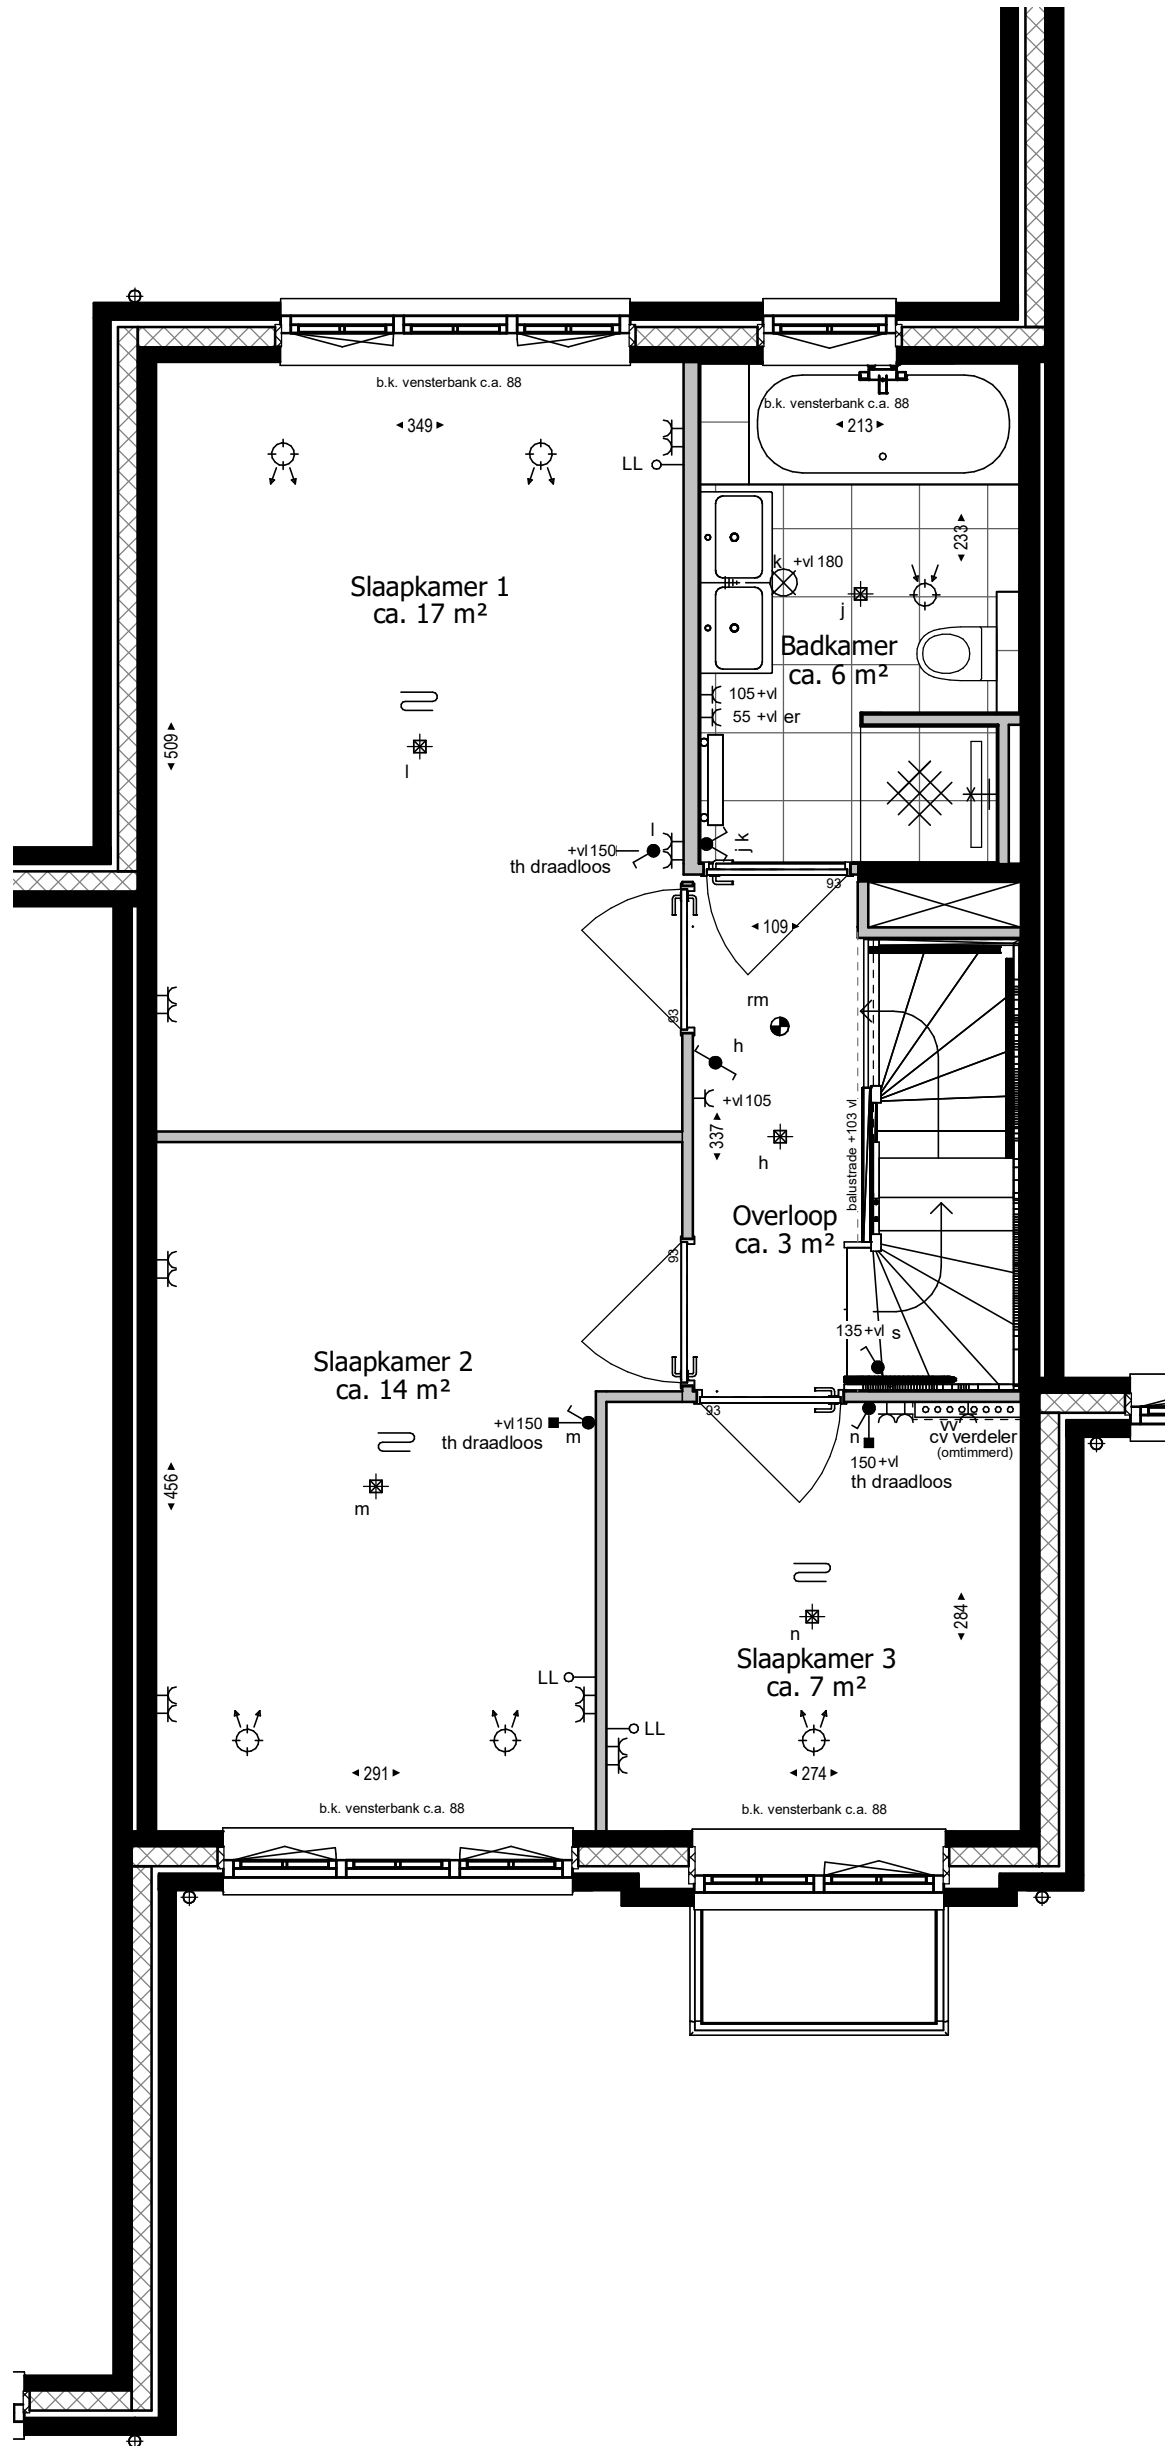 b.k. vensterbank c.a. 88
349
LL
b.k. vensterbank c.a. 88
213
233
k +vl 180
j
Slaapkamer 1
ca. 17 m²
Badkamer
ca. 6 m²
105+vl
55 +vl er
509
l
l
+vl 150
th draadloos
j k
93
109
93
rm
h
+vl 105
337
h
balustrade +103 vl
Overloop
ca. 3 m²
93
135+vl s
Slaapkamer 2
ca. 14 m²
93
+vl 150
th draadloos
m
n
vv
cv verdeler
(omtimmerd)
150+vl
th draadloos
456
m
284
n
Slaapkamer 3
ca. 7 m²
LL
LL
291
b.k. vensterbank c.a. 88
274
b.k. vensterbank c.a. 88